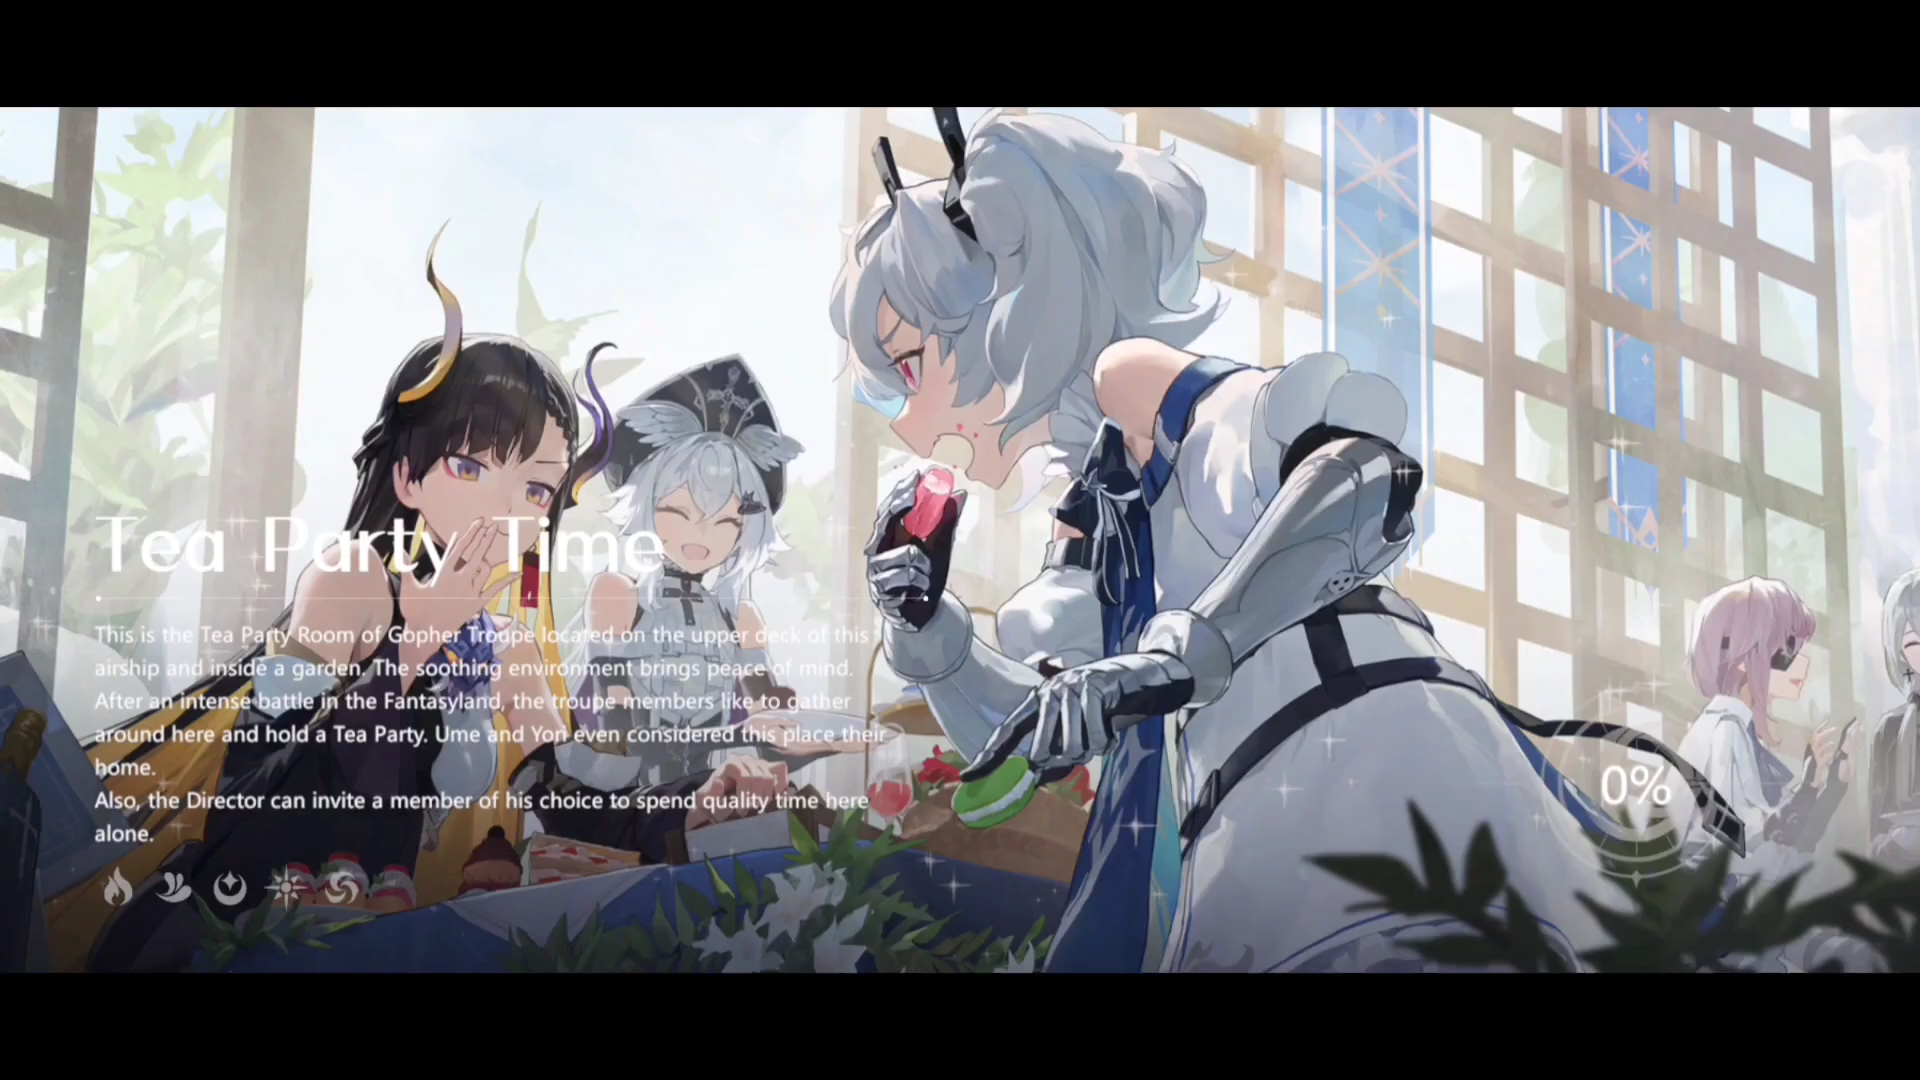 Tea Party Time
This is the Tea Party Room of Gopher Troupe located on the upper deck of this
airship and inside a garden. The soothing environment brings peace of mind.
After an intense battle in the Fantasyland, the troupe members like to gather
around here and hold a Tea Party. Ume and Yori even considered this place their
home.
Also, the Director can invite a member of his choice to spend quality time here
alone.
0%